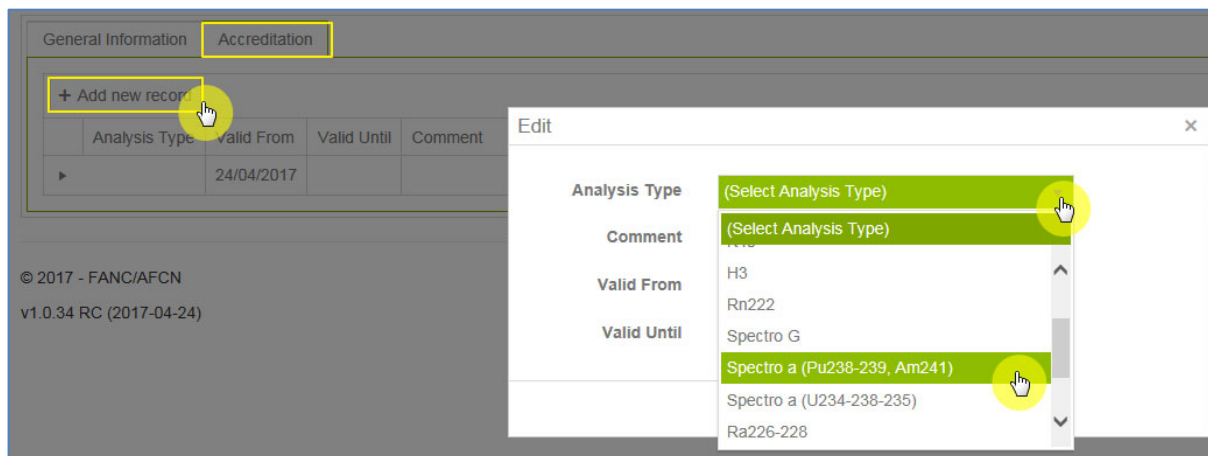 General Information Accreditation
+ Add new record
Analysis Type Valid From Valid Until Comment
24/04/2017
© 2017 - FANC/AFCN
v1.0.34 RC (2017-04-24)
Edit ×
Analysis Type (Select Analysis Type)
Comment
Valid From
Valid Until
(Select Analysis Type)
H3
Rn222
Spectro G
Spectro a (Pu238-239, Am241)
Spectro a (U234-238-235)
Ra226-228